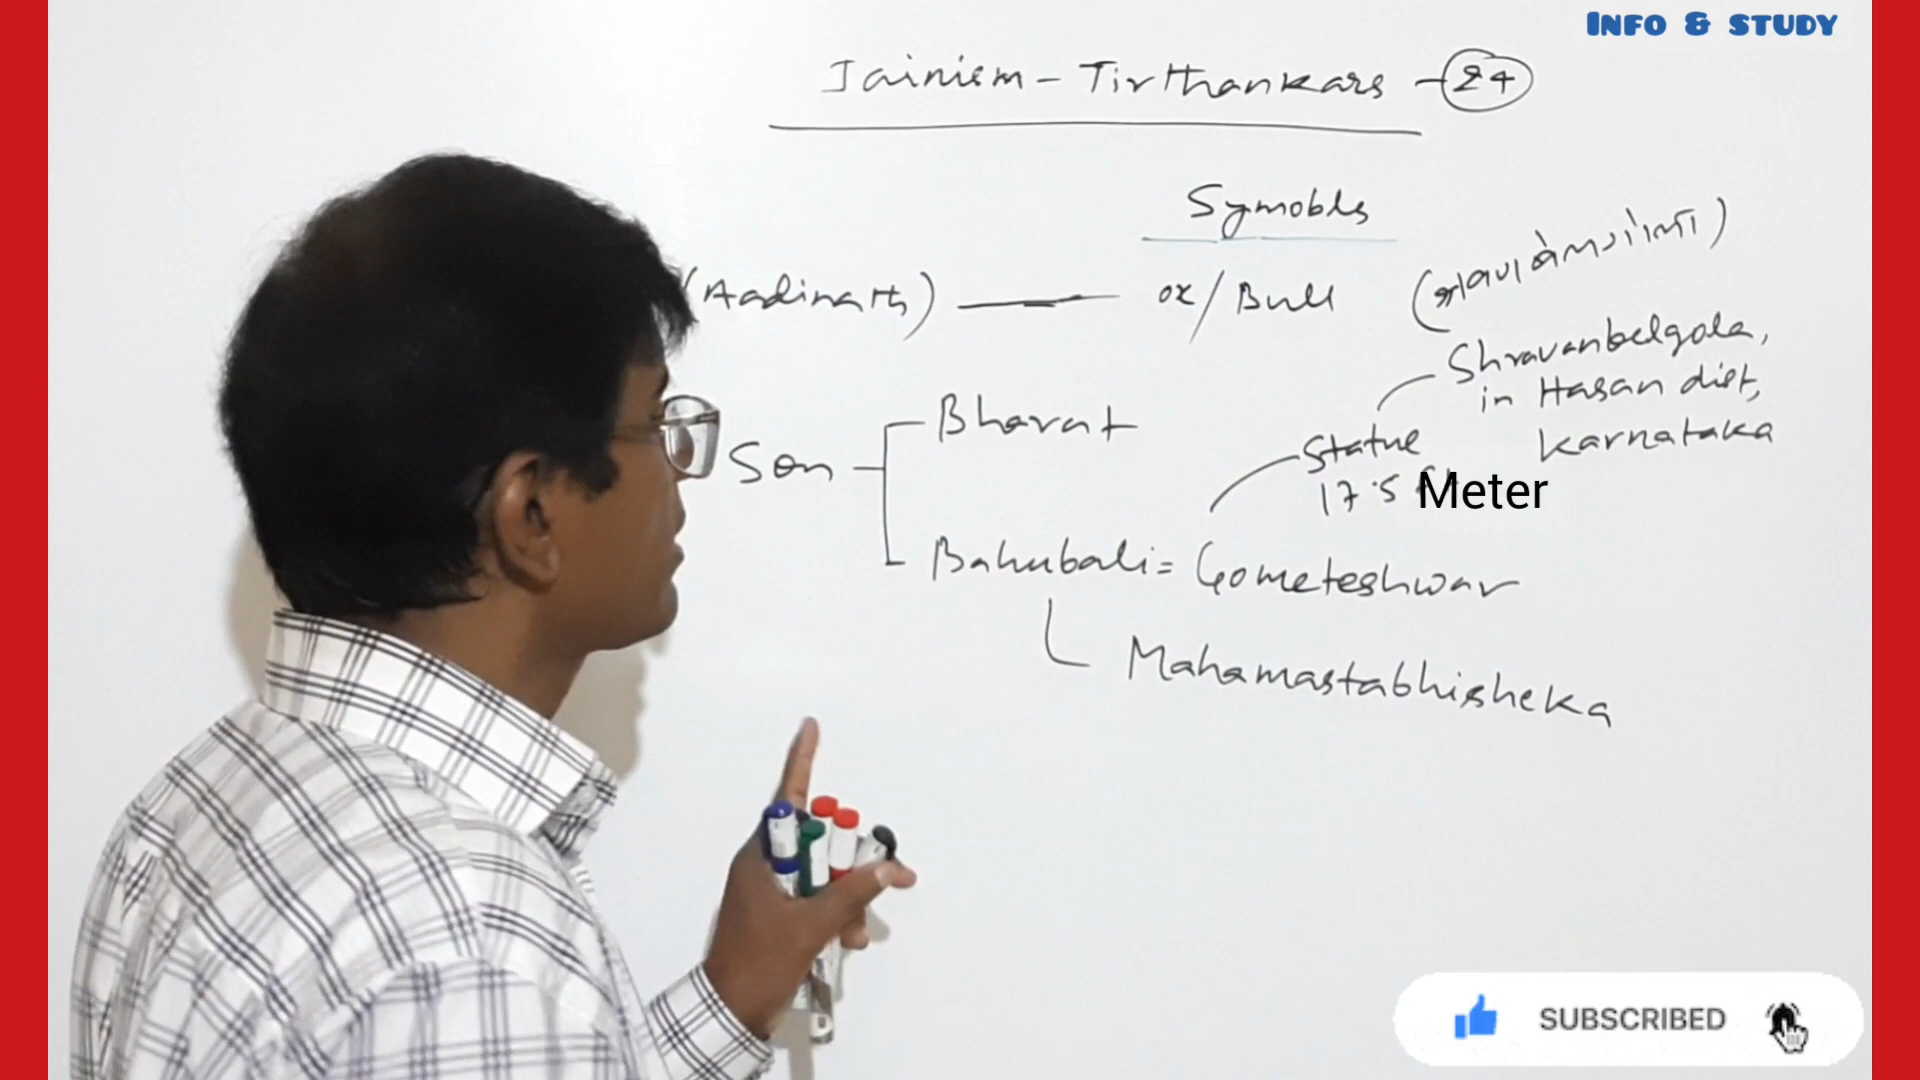 INFO & STUDY
Jainism - Tirthankars - 24
Symobls
(Aadinath) — ox/Bull
Shravanbelgola,
in Hasan dist,
Karnataka
Son
Bharat
Statue
17.5 Meter
Bahubali = Gometeshwar
Mahamastabhisheka
SUBSCRIBED